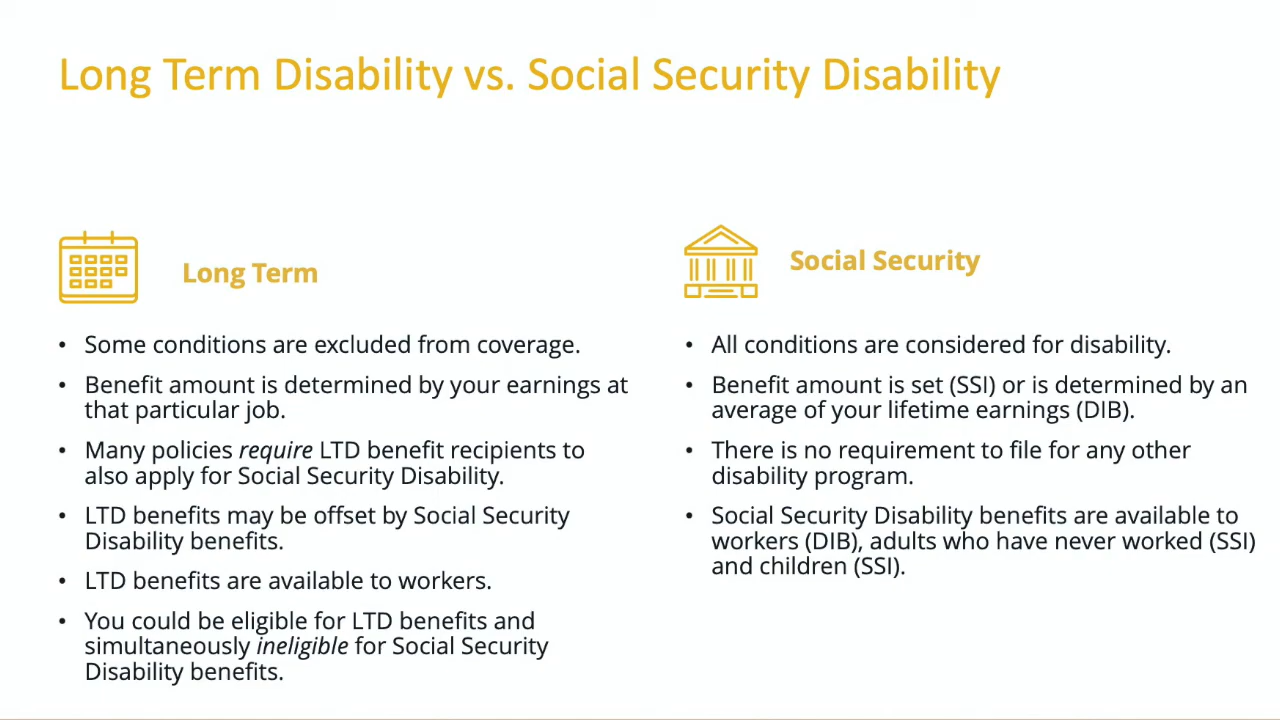 Long Term Disability vs. Social Security Disability
Long Term
• Some conditions are excluded from coverage.
• Benefit amount is determined by your earnings at
that particular job.
• Many policies require LTD benefit recipients to
also apply for Social Security Disability.
• LTD benefits may be offset by Social Security
Disability benefits.
• LTD benefits are available to workers.
• You could be eligible for LTD benefits and
simultaneously ineligible for Social Security
Disability benefits.
Social Security
• All conditions are considered for disability.
• Benefit amount is set (SSI) or is determined by an
average of your lifetime earnings (DIB).
• There is no requirement to file for any other
disability program.
• Social Security Disability benefits are available to
workers (DIB), adults who have never worked (SSI)
and children (SSI).